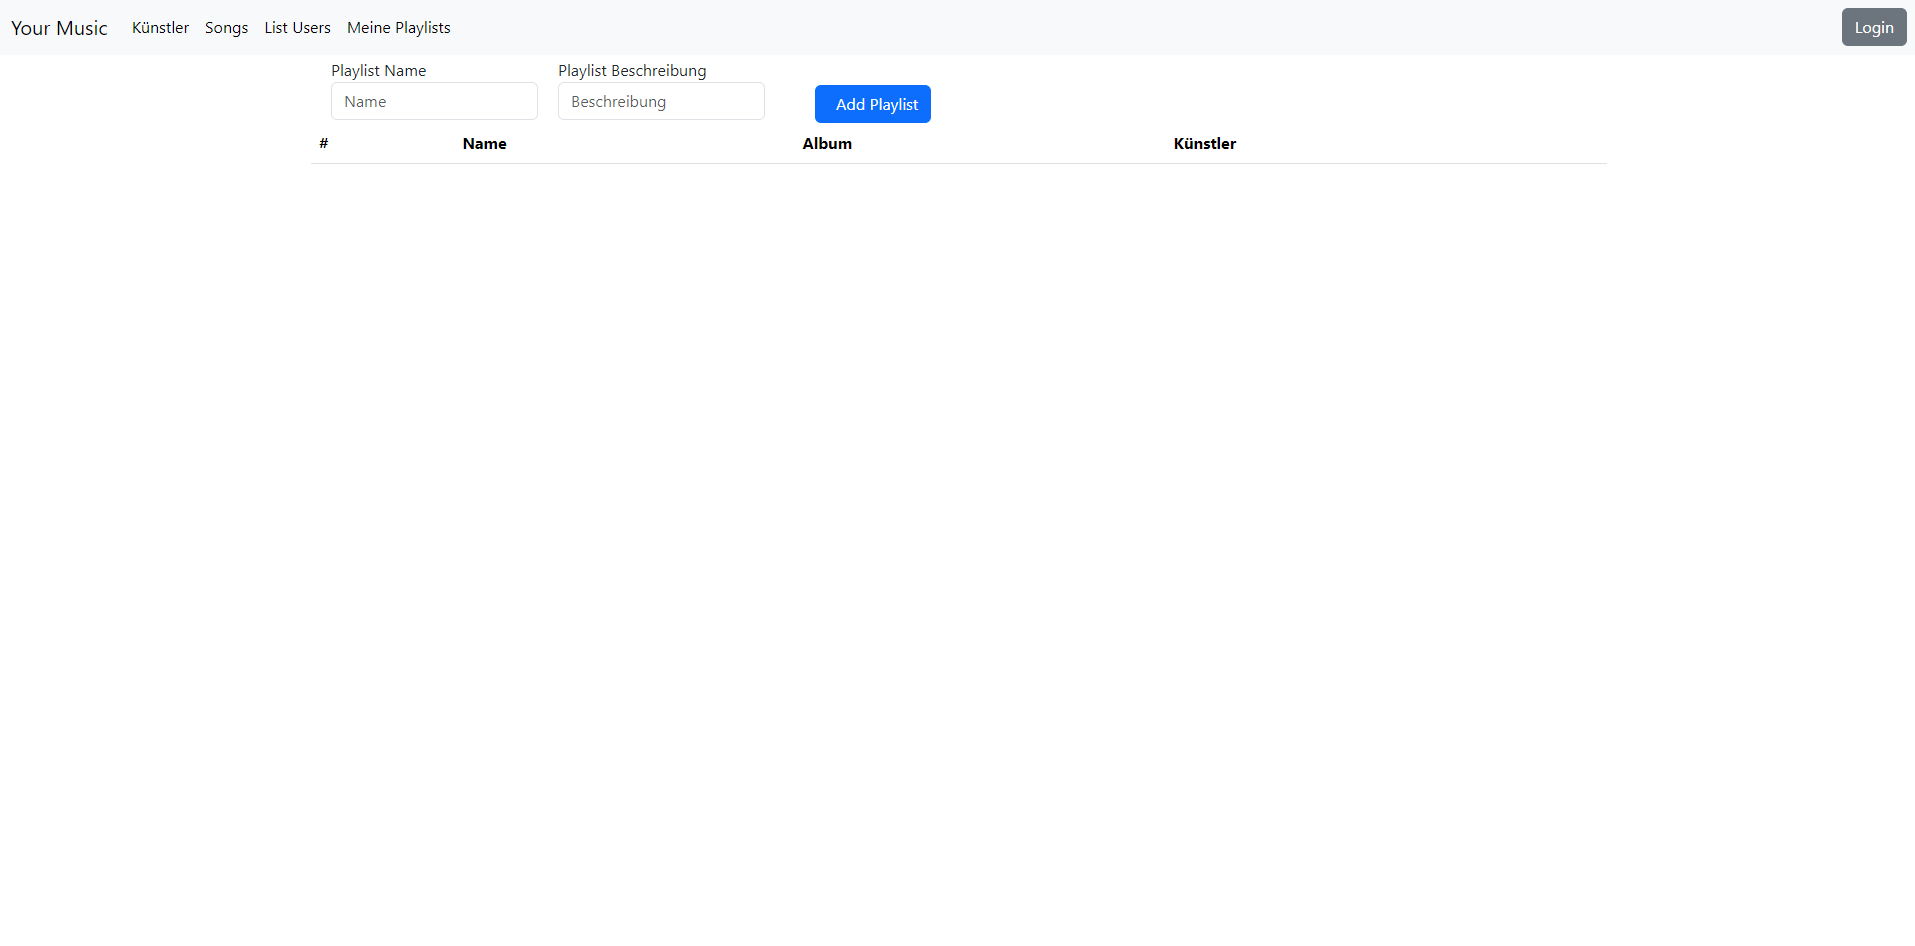 Your Music Künstler Songs List Users Meine Playlists Login
Playlist Name Playlist Beschreibung
Name Beschreibung Add Playlist
# Name Album Künstler